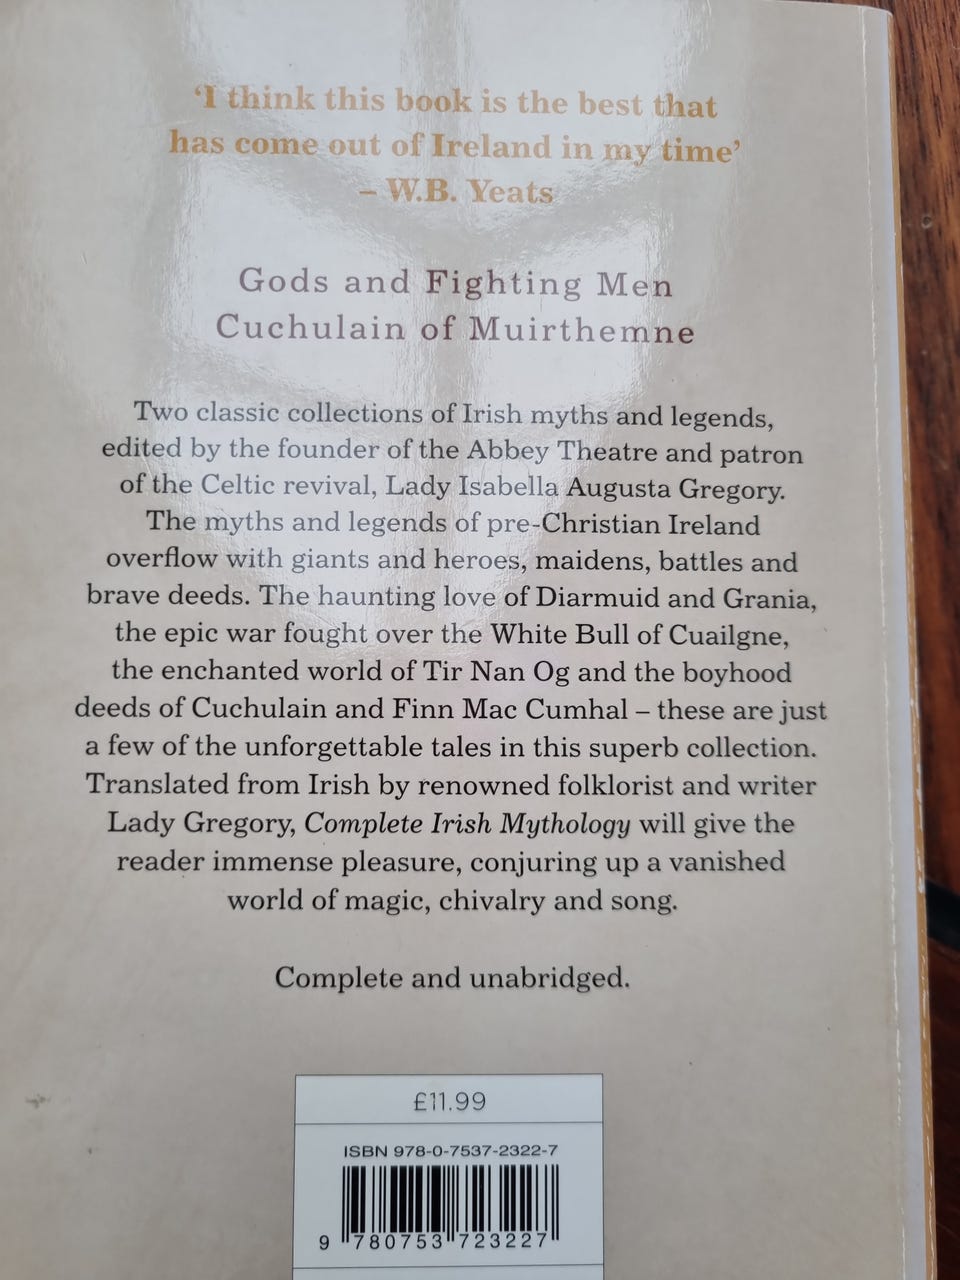 ‘I think this book is the best that
has come out of Ireland in my time’
– W.B. Yeats
Gods and Fighting Men
Cuchulain of Muirthemne
Two classic collections of Irish myths and legends,
edited by the founder of the Abbey Theatre and patron
of the Celtic revival, Lady Isabella Augusta Gregory.
The myths and legends of pre-Christian Ireland
overflow with giants and heroes, maidens, battles and
brave deeds. The haunting love of Diarmuid and Grania,
the epic war fought over the White Bull of Cuailgne,
the enchanted world of Tir Nan Og and the boyhood
deeds of Cuchulain and Finn Mac Cumhal – these are just
a few of the unforgettable tales in this superb collection.
Translated from Irish by renowned folklorist and writer
Lady Gregory, Complete Irish Mythology will give the
reader immense pleasure, conjuring up a vanished
world of magic, chivalry and song.
Complete and unabridged.
£11.99
ISBN 978-0-7537-2322-7
9 780753 723227